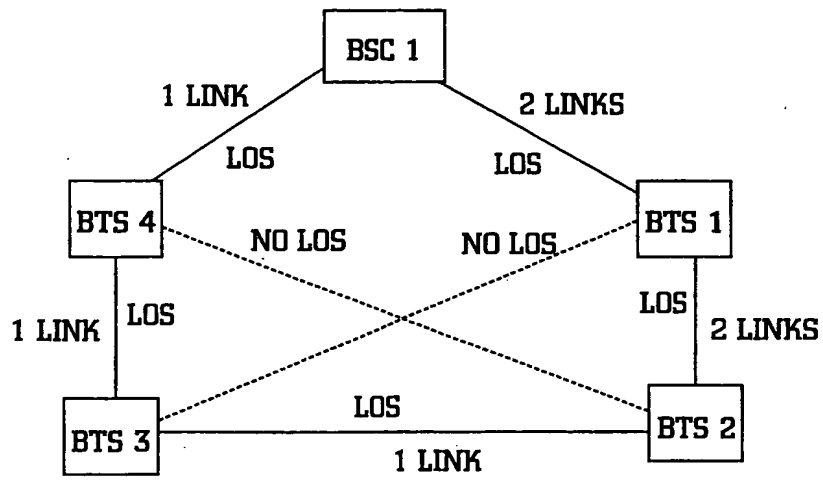 BSC 1
1 LINK
2 LINKS
LOS
LOS
BTS 4
BTS 1
NO LOS
NO LOS
LOS
LOS
1 LINK
2 LINKS
LOS
BTS 3
BTS 2
1 LINK